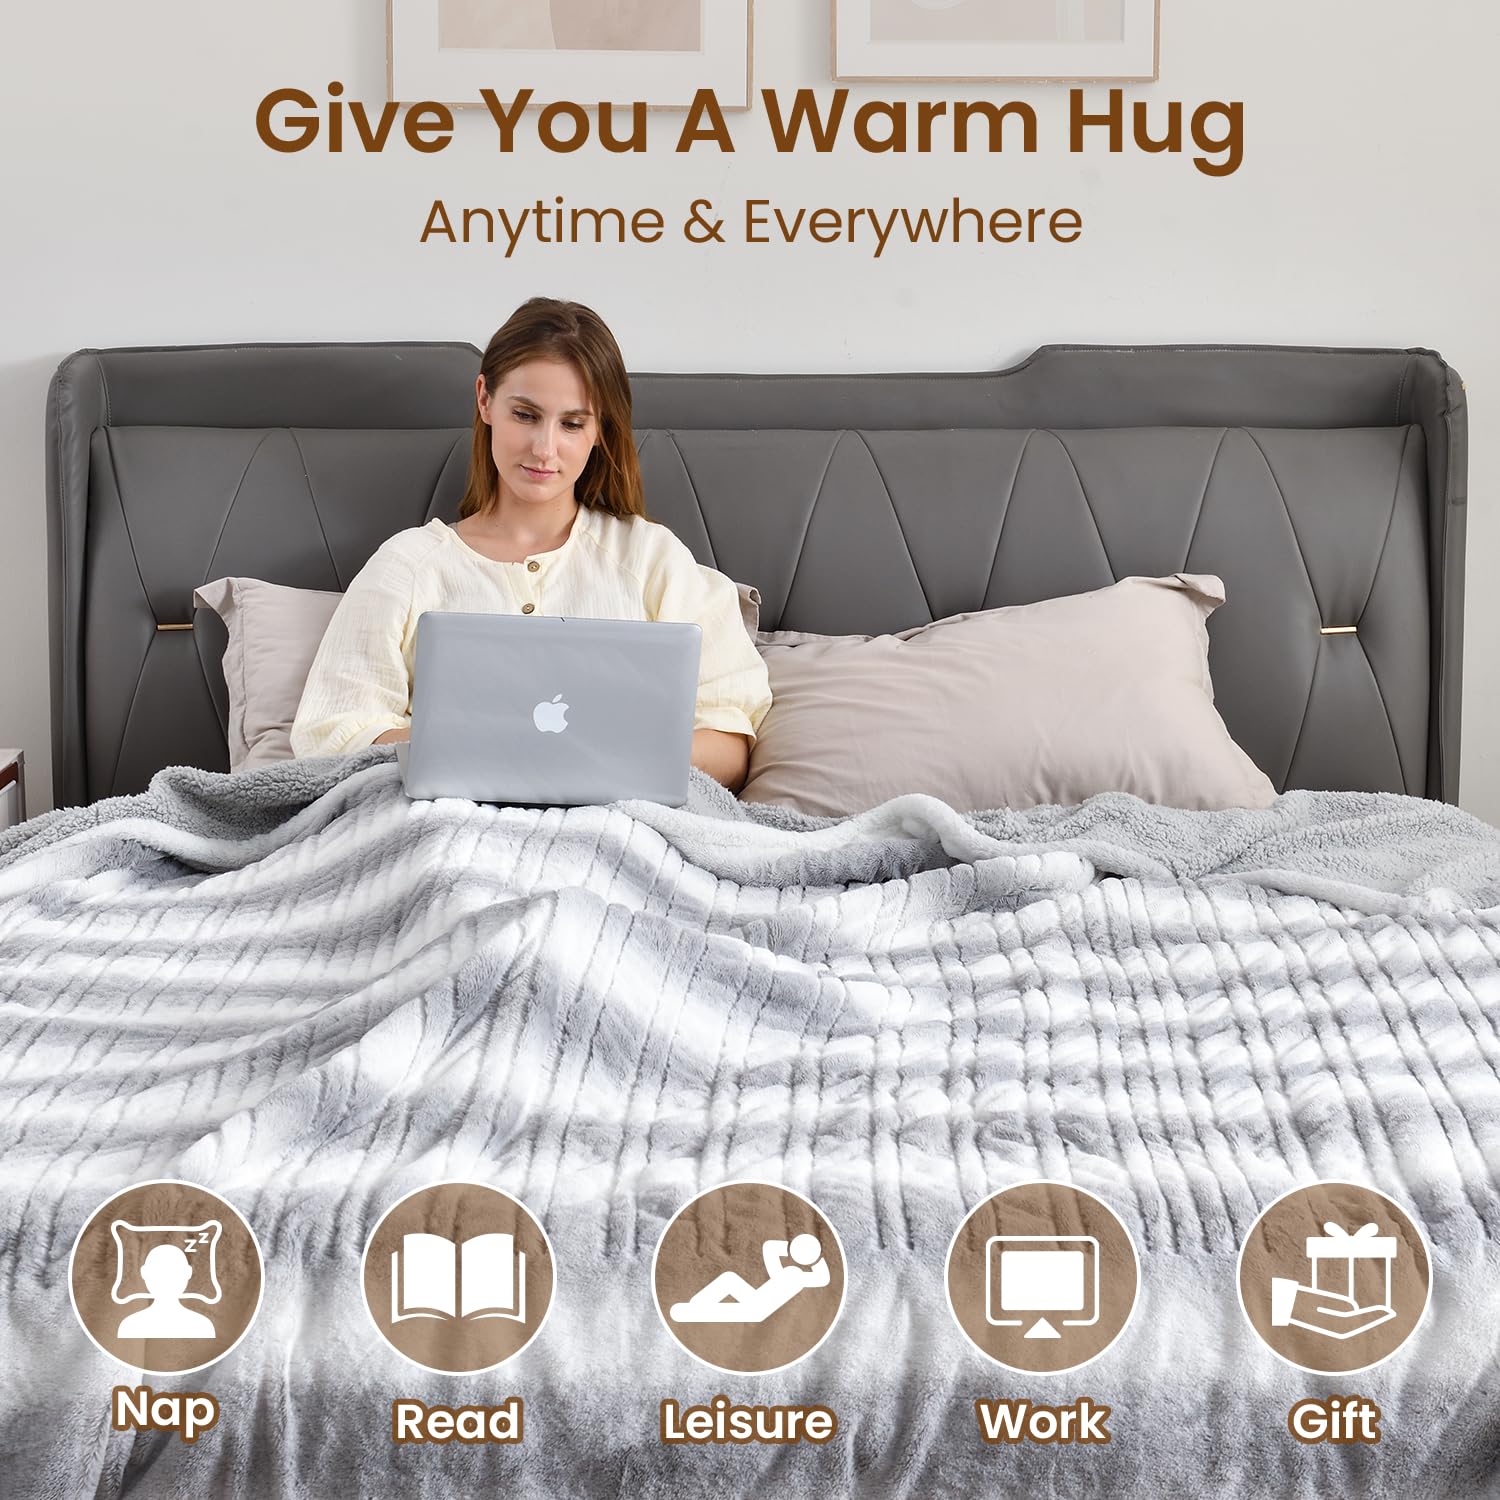 Give You A Warm Hug
Anytime & Everywhere
z z z
Nap
Read
Leisure
Work
Gift